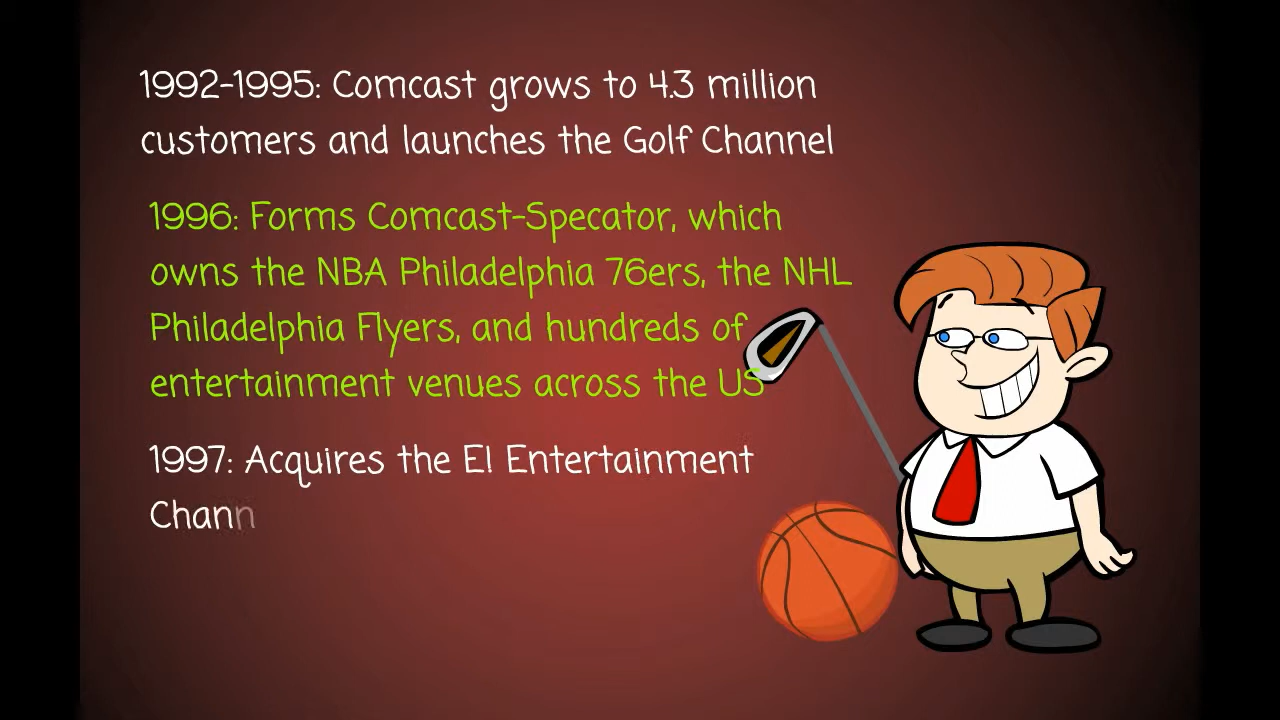 1992-1995: Comcast grows to 4.3 million
customers and launches the Golf Channel
1996: Forms Comcast-Specator, which
owns the NBA Philadelphia 76ers, the NHL
Philadelphia Flyers, and hundreds of
entertainment venues across the US
1997: Acquires the E! Entertainment
Chann